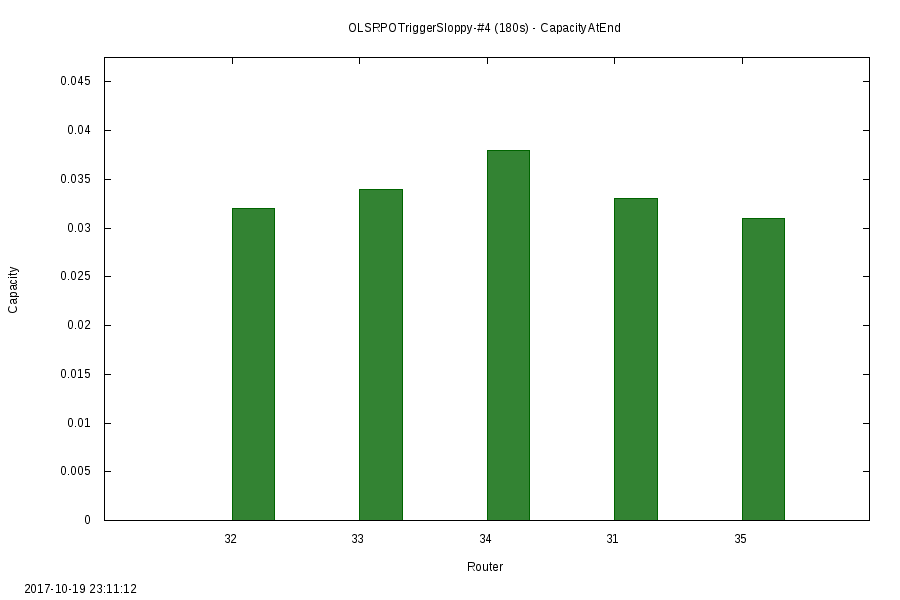 OLSRPOTriggerSloppy-#4 (180s) - CapacityAtEnd
0.045
0.04
0.035
0.03
0.025
0.02
0.015
0.01
0.005
0
Capacity
32 33 34 31 35
Router
2017-10-19 23:11:12